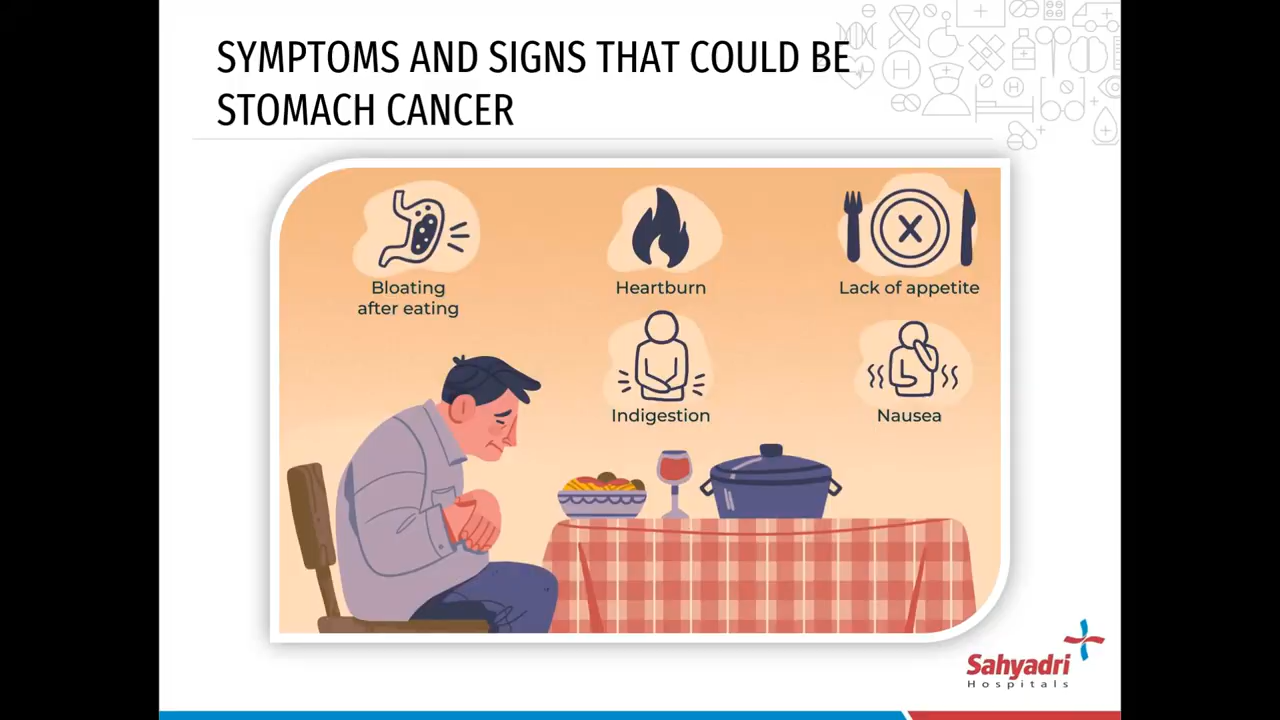 SYMPTOMS AND SIGNS THAT COULD BE
STOMACH CANCER
Bloating
after eating
Heartburn
Lack of appetite
Indigestion
Nausea
Sahyadri
Hospitals